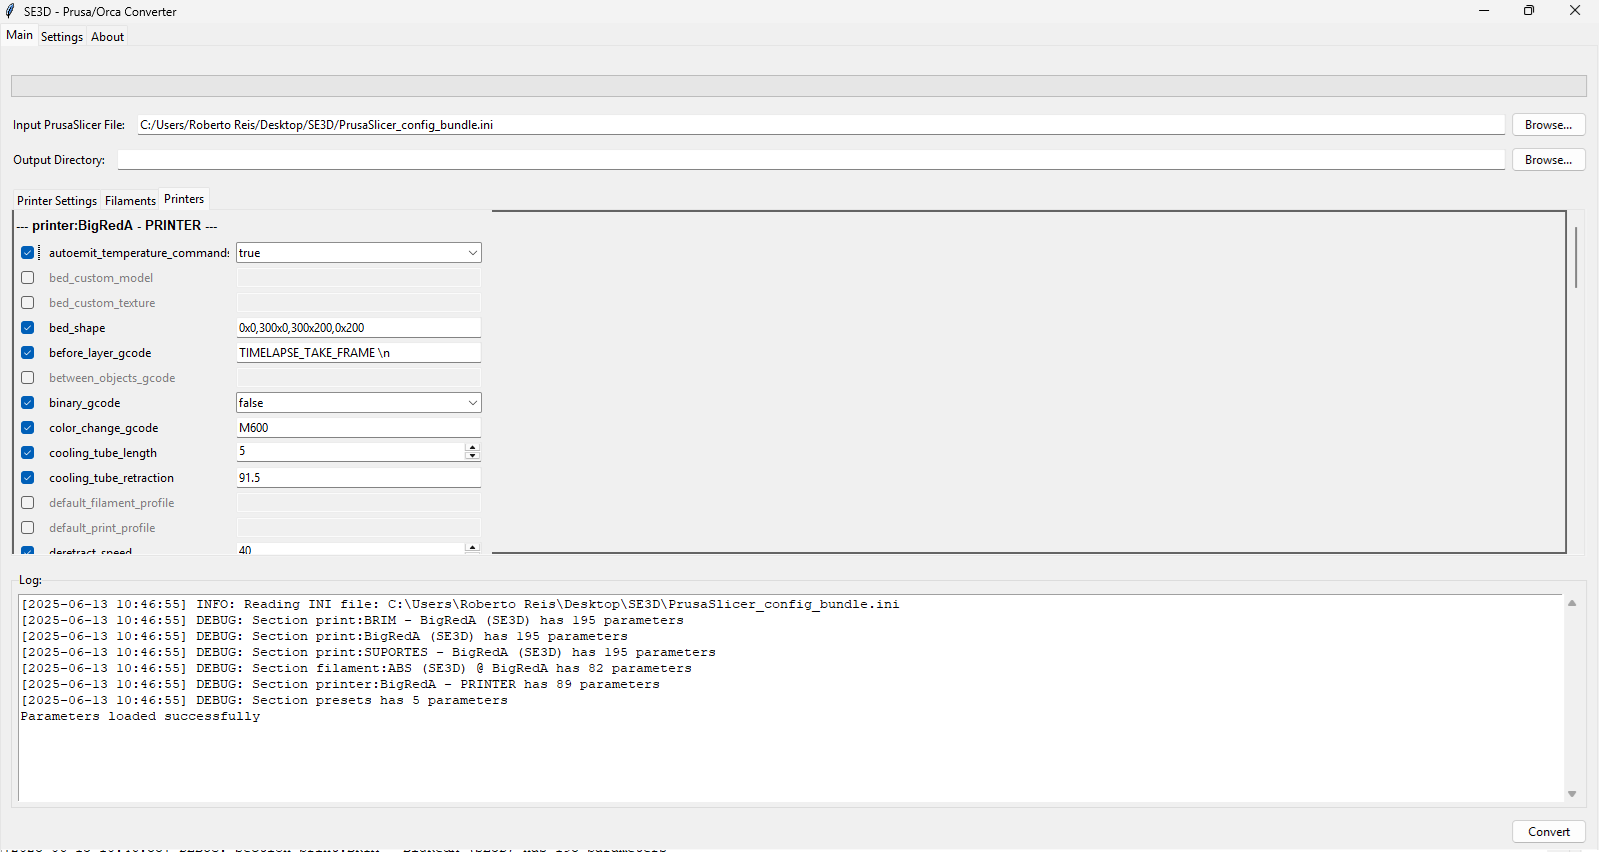 SE3D - Prusa/Orca Converter
Main Settings About
Input PrusaSlicer File: C:/Users/Roberto Reis/Desktop/SE3D/PrusaSlicer_config_bundle.ini Browse...
Output Directory: Browse...
Printer Settings Filaments Printers
--- printer:BigRedA - PRINTER ---
autoemit_temperature_commands true
bed_custom_model
bed_custom_texture
bed_shape 0x0,300x0,300x200,0x200
before_layer_gcode TIMELAPSE_TAKE_FRAME \n
between_objects_gcode
binary_gcode false
color_change_gcode M600
cooling_tube_length 5
cooling_tube_retraction 91.5
default_filament_profile
default_print_profile
deretract_speed 40
Log:
[2025-06-13 10:46:55] INFO: Reading INI file: C:\Users\Roberto Reis\Desktop\SE3D\PrusaSlicer_config_bundle.ini
[2025-06-13 10:46:55] DEBUG: Section print:BRIM - BigRedA (SE3D) has 195 parameters
[2025-06-13 10:46:55] DEBUG: Section print:BigRedA (SE3D) has 195 parameters
[2025-06-13 10:46:55] DEBUG: Section print:SUPORTES - BigRedA (SE3D) has 195 parameters
[2025-06-13 10:46:55] DEBUG: Section filament:ABS (SE3D) @ BigRedA has 82 parameters
[2025-06-13 10:46:55] DEBUG: Section printer:BigRedA - PRINTER has 89 parameters
[2025-06-13 10:46:55] DEBUG: Section presets has 5 parameters
Parameters loaded successfully
Convert